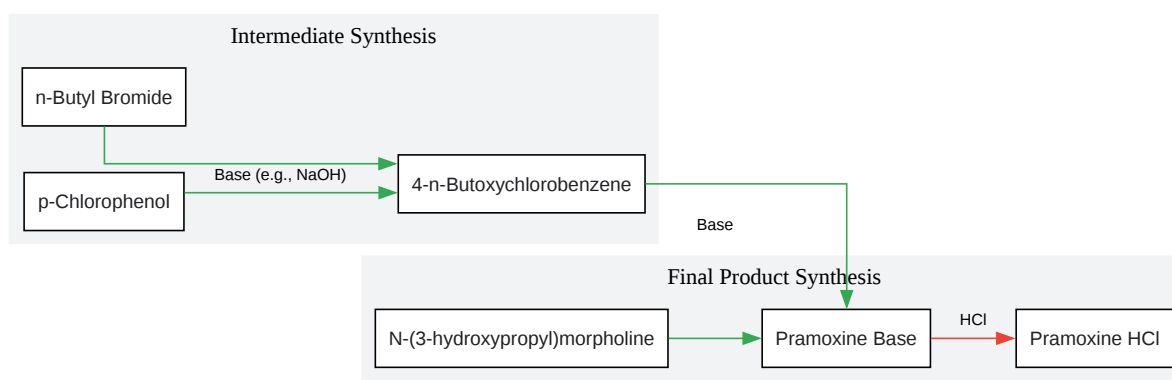 Intermediate Synthesis
n-Butyl Bromide
Base (e.g., NaOH)
p-Chlorophenol
4-n-Butoxychlorobenzene
Base
Final Product Synthesis
N-(3-hydroxypropyl)morpholine
Pramoxine Base
HCl
Pramoxine HCl